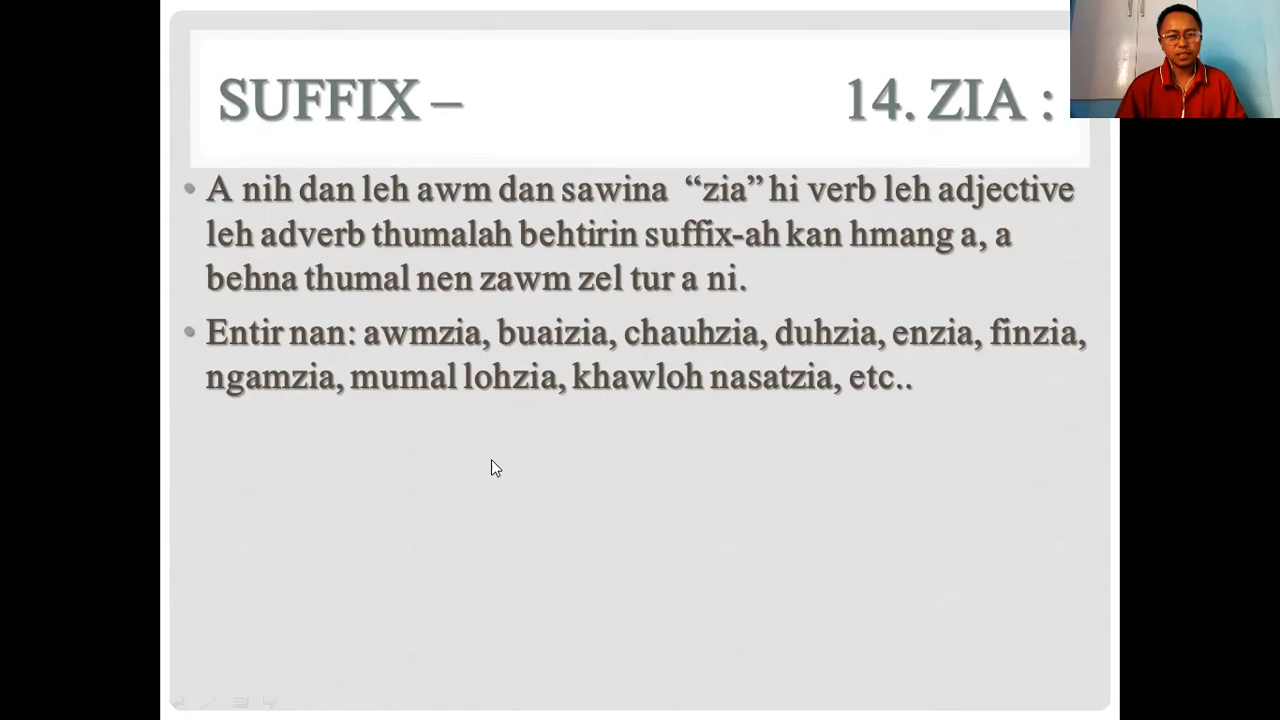 SUFFIX – 14. ZIA :
• A nih dan leh awm dan sawina “zia” hi verb leh adjective
leh adverb thumalah behtirin suffix-ah kan hmang a, a
behna thumal nen zawm zel tur a ni.
• Entir nan: awmzia, buaizia, chauhzia, duhzia, enzia, finzia,
ngamzia, mumal lohzia, khawloh nasatzia, etc..